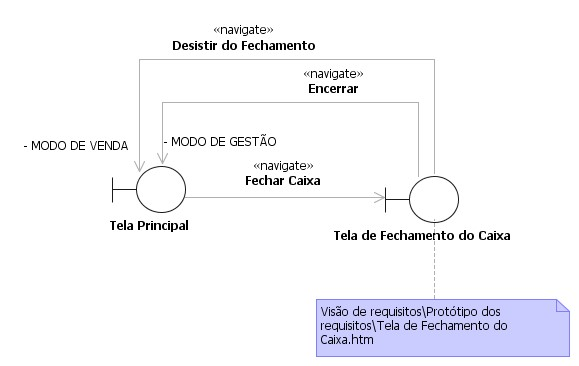 «navigate»
Desistir do Fechamento
«navigate»
Encerrar
- MODO DE VENDA
- MODO DE GESTÃO
«navigate»
Fechar Caixa
Tela Principal
Tela de Fechamento do Caixa
Visão de requisitos\Protótipo dos
requisitos\Tela de Fechamento do
Caixa.htm